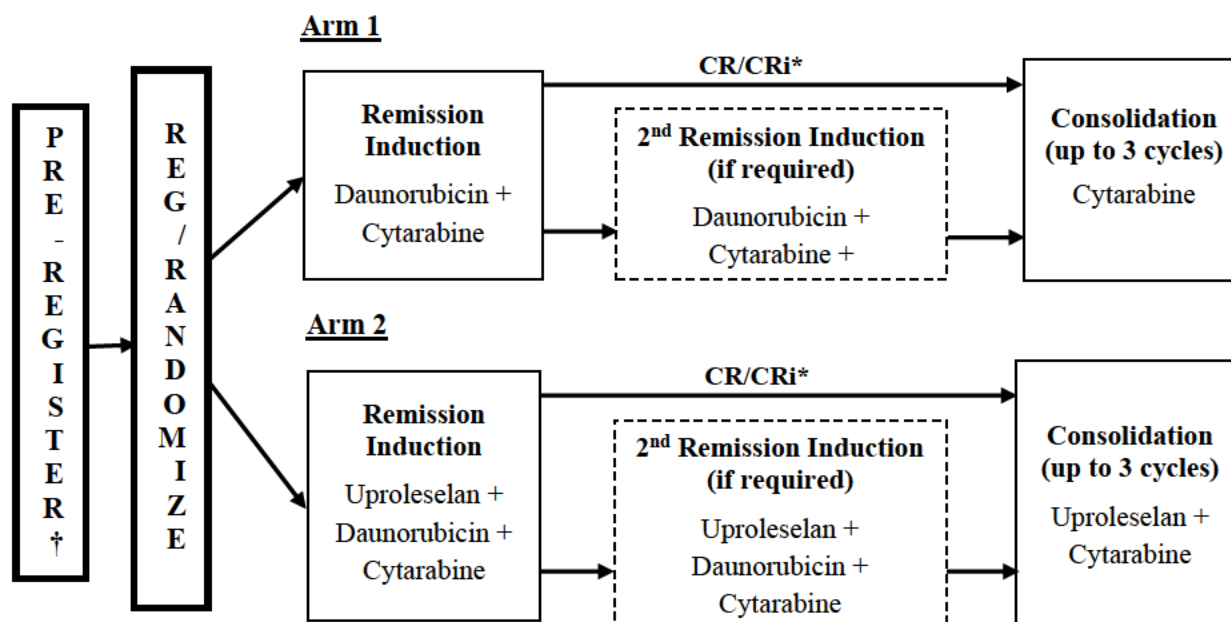 PRE-REGISTER†
REG/RANDOMIZE
Arm 1
Remission
Induction
Daunorubicin +
Cytarabine
CR/CRi*
2nd Remission Induction
(if required)
Daunorubicin +
Cytarabine +
Consolidation
(up to 3 cycles)
Cytarabine
Arm 2
Remission
Induction
Uproleselan +
Daunorubicin +
Cytarabine
CR/CRi*
2nd Remission Induction
(if required)
Uproleselan +
Daunorubicin +
Cytarabine
Consolidation
(up to 3 cycles)
Uproleselan +
Cytarabine